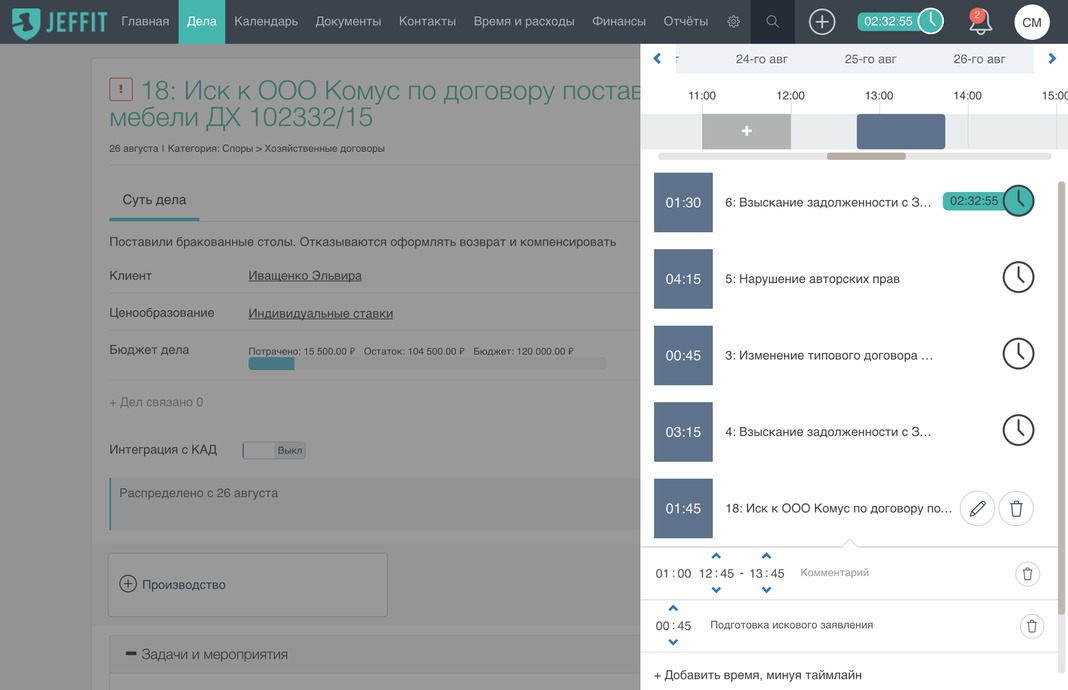 JEFFIT Главная Дела Календарь Документы Контакты Время и расходы Финансы Отчёты 02:32:55 2 СМ
! 18: Иск к ООО Комус по договору постав
мебели ДХ 102332/15
26 августа | Категория: Споры > Хозяйственные договоры
Суть дела
Поставили бракованные столы. Отказываются оформлять возврат и компенсировать
Клиент Иващенко Эльвира
Ценообразование Индивидуальные ставки
Бюджет дела Потрачено: 15 500.00 ₽ Остаток: 104 500.00 ₽ Бюджет: 120 000.00 ₽
+ Дел связано 0
Интеграция с КАД Выкл
Распределено с 26 августа
Производство
Задачи и мероприятия
24-го авг 25-го авг 26-го авг
11:00 12:00 13:00 14:00 15:00
+
01:30 6: Взыскание задолженности с З... 02:32:55
04:15 5: Нарушение авторских прав
00:45 3: Изменение типового договора ...
03:15 4: Взыскание задолженности с З...
01:45 18: Иск к ООО Комус по договору по...
01:00 12:45 - 13:45 Комментарий
00:45 Подготовка искового заявления
+ Добавить время, минуя таймлайн